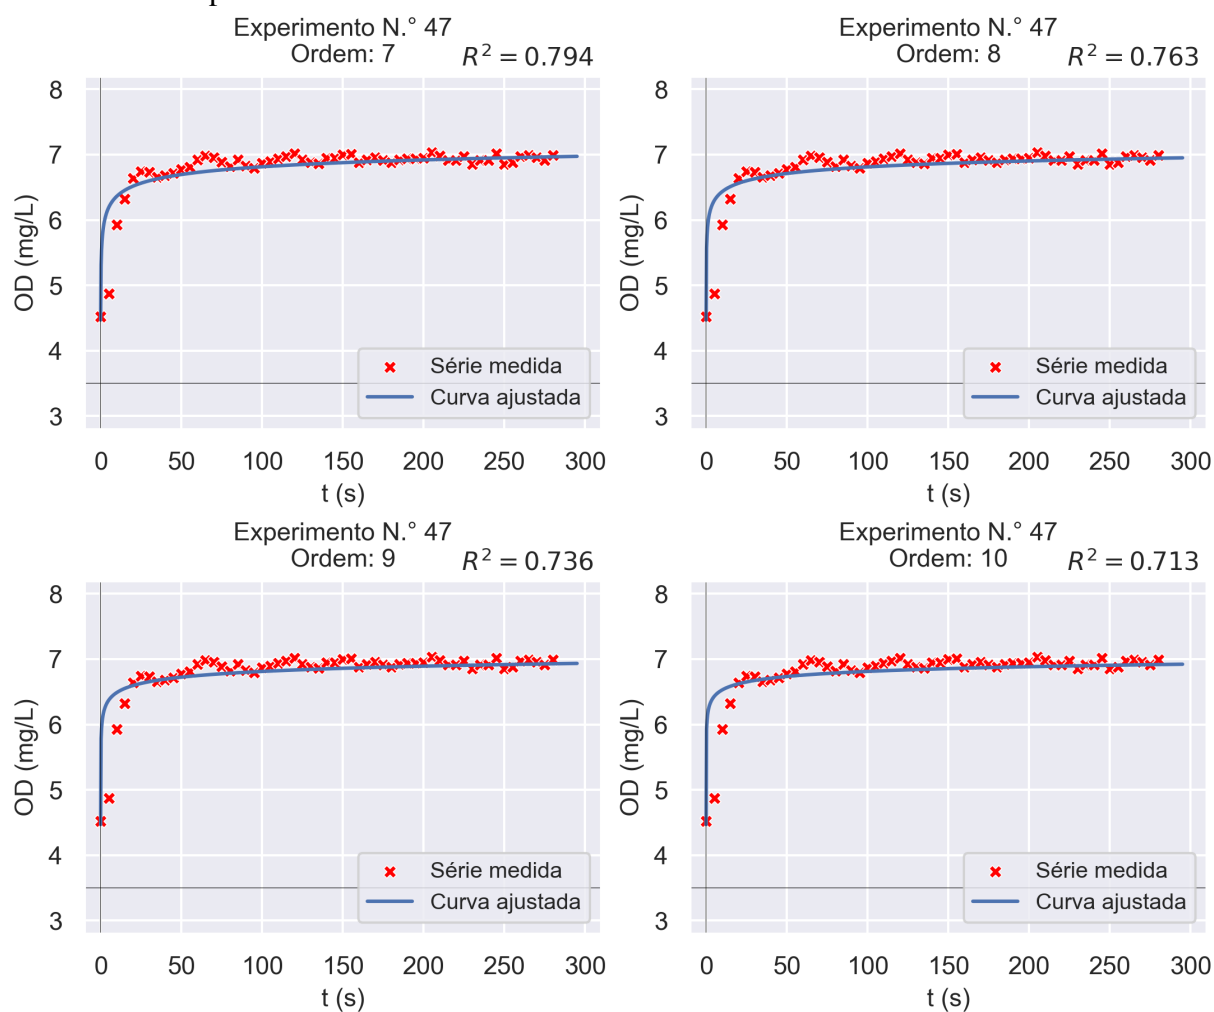 Experimento N.° 47
Ordem: 7 R² = 0.794
8
7
6
5
4
3
OD (mg/L)
Série medida
Curva ajustada
0 50 100 150 200 250 300
t (s)
Experimento N.° 47
Ordem: 8 R² = 0.763
8
7
6
5
4
3
OD (mg/L)
Série medida
Curva ajustada
0 50 100 150 200 250 300
t (s)
Experimento N.° 47
Ordem: 9 R² = 0.736
8
7
6
5
4
3
OD (mg/L)
Série medida
Curva ajustada
0 50 100 150 200 250 300
t (s)
Experimento N.° 47
Ordem: 10 R² = 0.713
8
7
6
5
4
3
OD (mg/L)
Série medida
Curva ajustada
0 50 100 150 200 250 300
t (s)